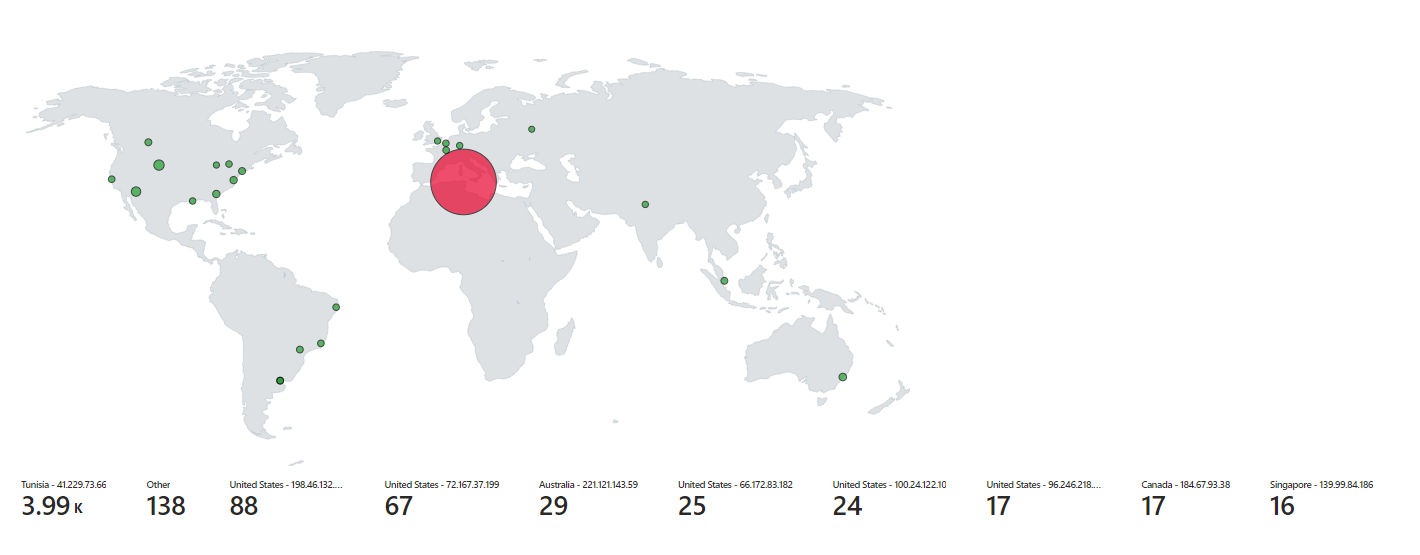 Tunisia - 41.229.73.66 Other United States - 198.46.132.... United States - 72.167.37.199 Australia - 221.121.143.59 United States - 66.172.83.182 United States - 100.24.122.10 United States - 96.246.218.... Canada - 184.67.93.38 Singapore - 139.99.84.186
3.99 K 138 88 67 29 25 24 17 17 16